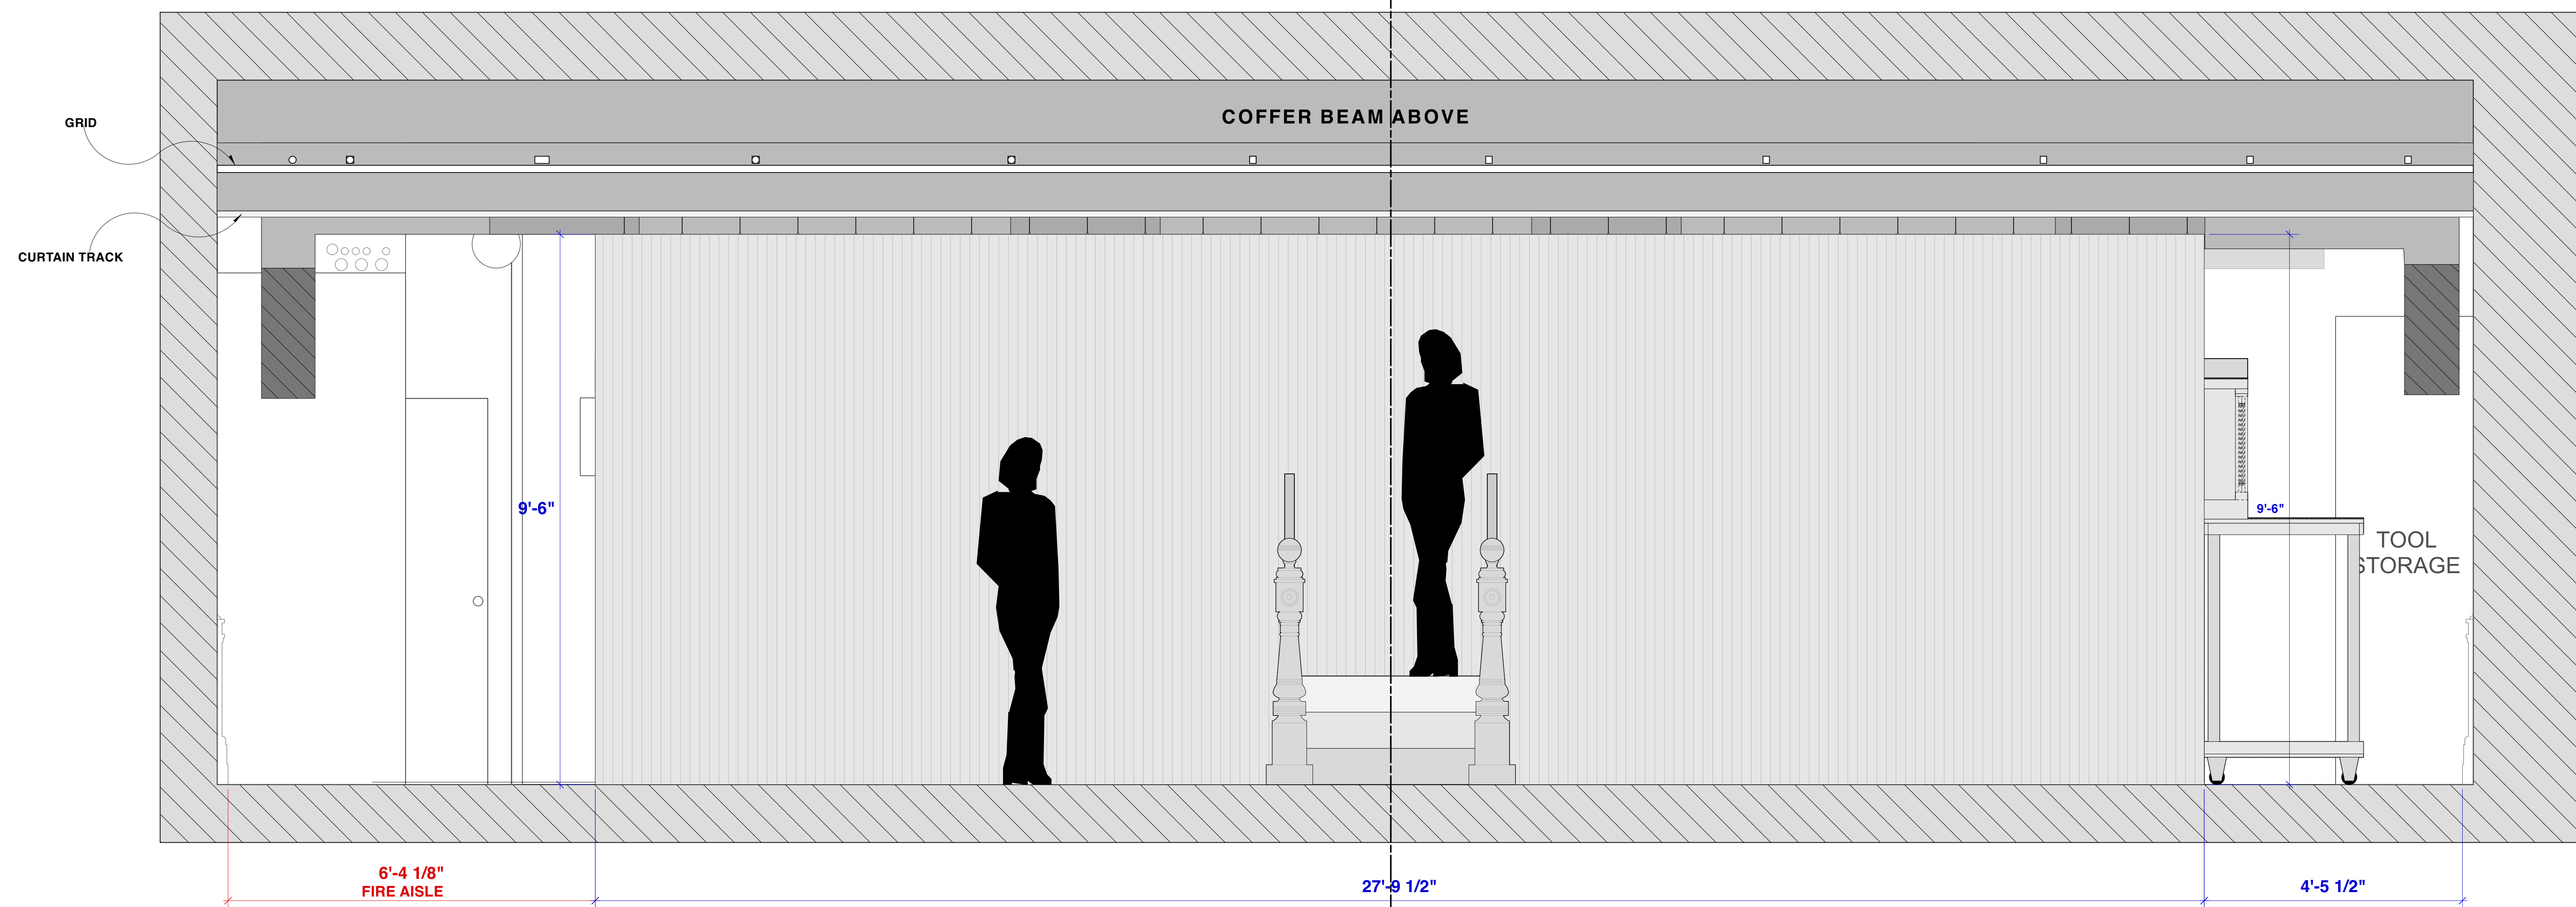 COFFER BEAM ABOVE
GRID
CURTAIN TRACK
9'-6"
9'-6"
TOOL
STORAGE
6'-4 1/8"
FIRE AISLE
27'-9 1/2"
4'-5 1/2"